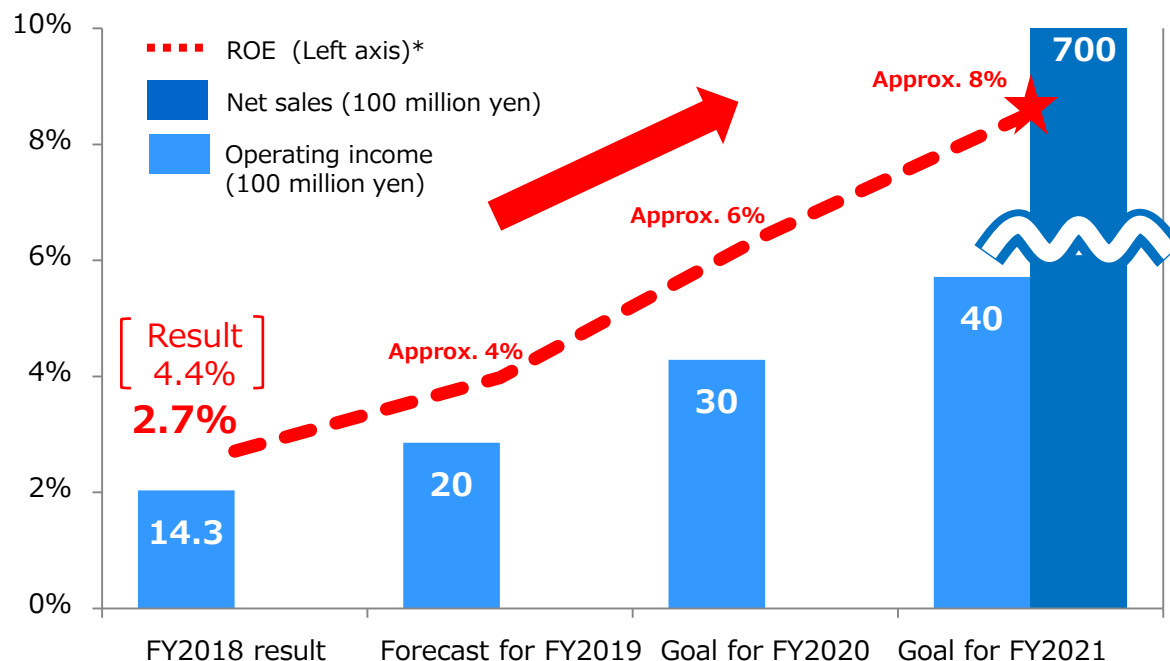 10%
8%
6%
4%
2%
0%
ROE (Left axis)*
Net sales (100 million yen)
Operating income
(100 million yen)
Result
4.4%
2.7%
Approx. 4%
Approx. 6%
Approx. 8%
14.3
20
30
40
700
FY2018 result
Forecast for FY2019
Goal for FY2020
Goal for FY2021